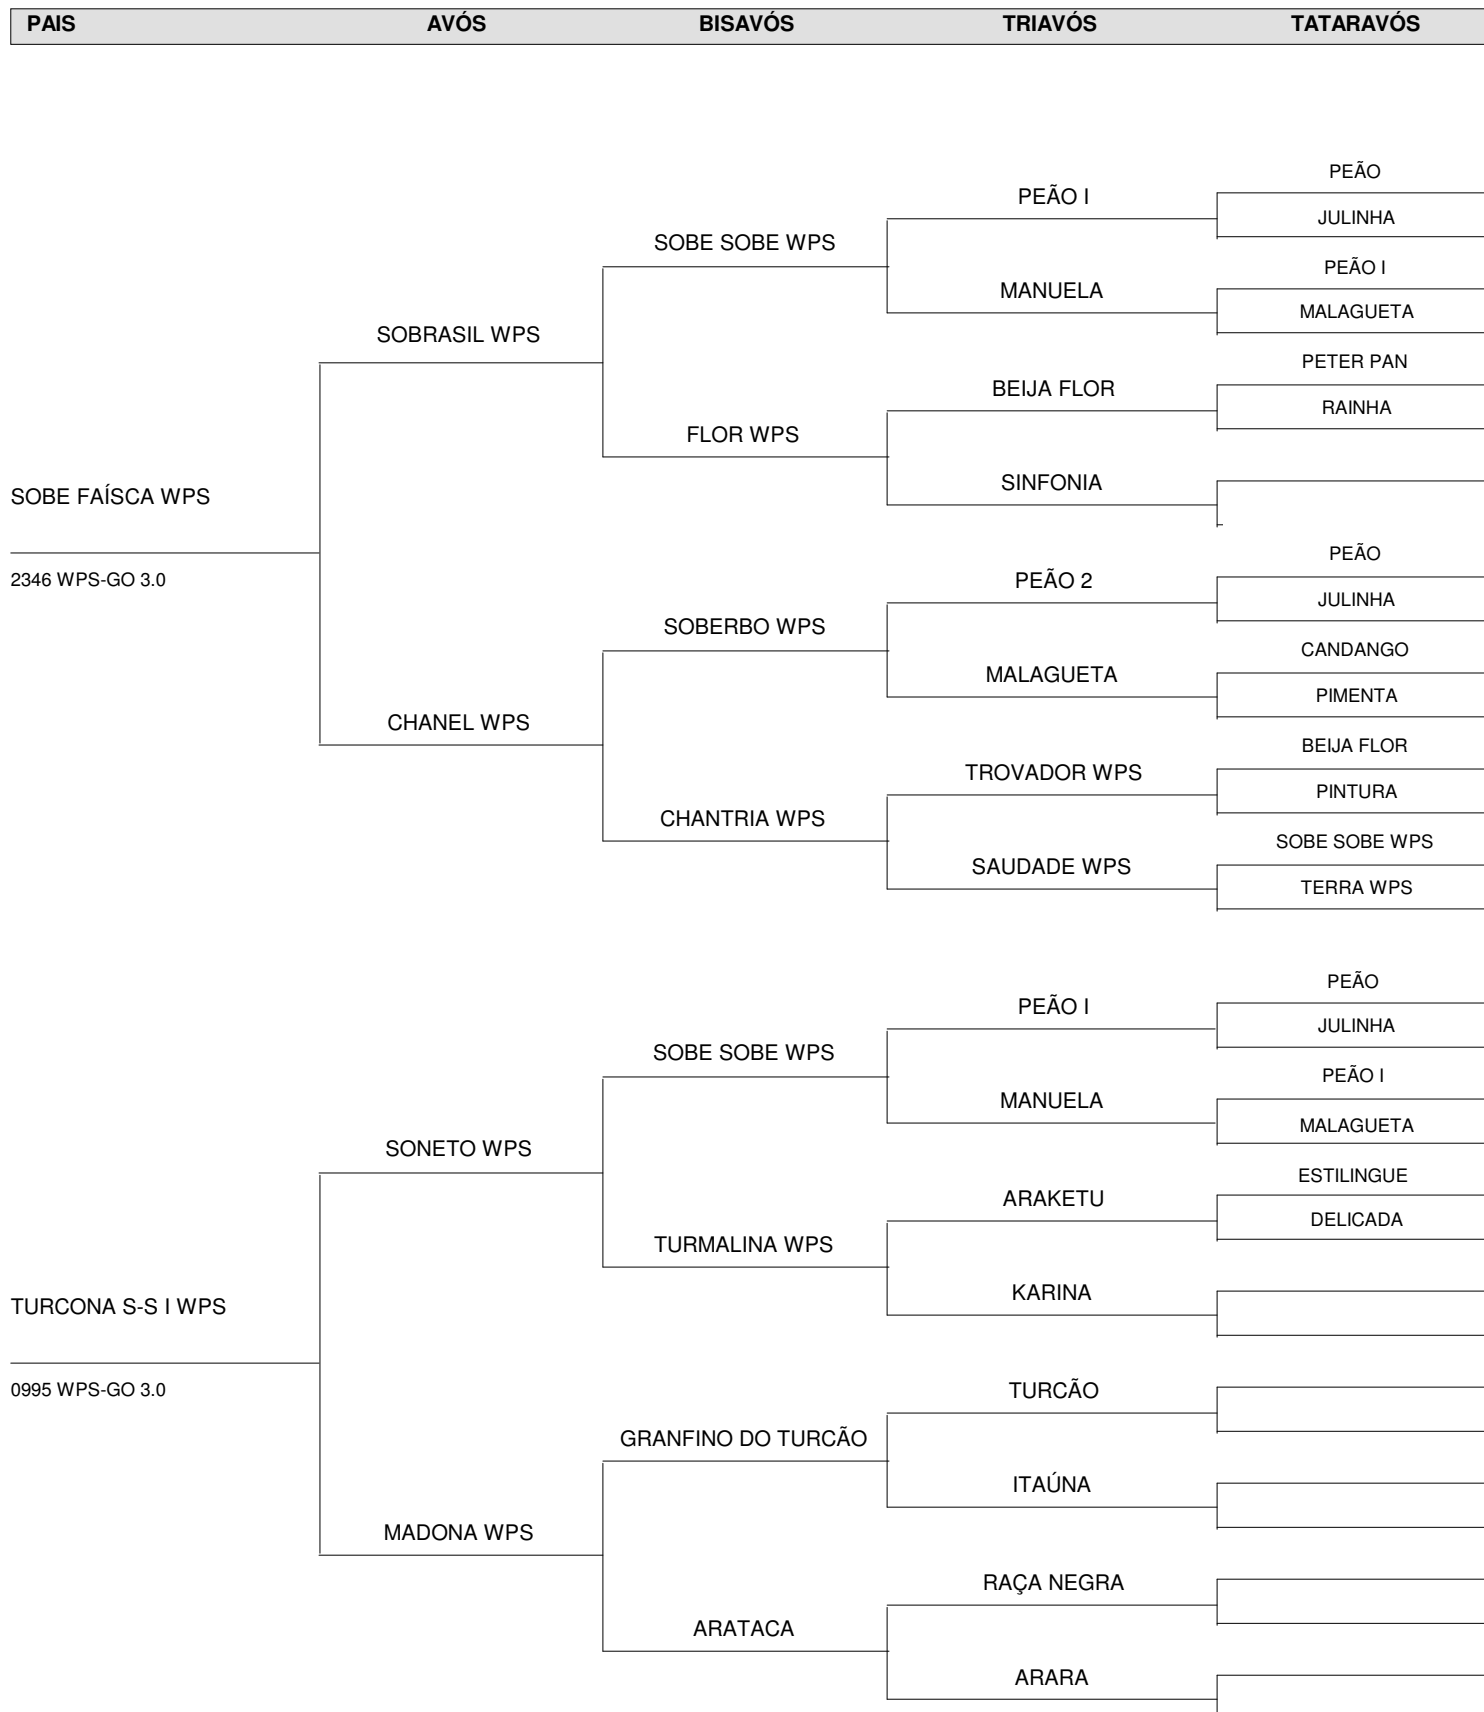 PAIS AVÓS BISAVÓS TRIAVÓS TATARAVÓS
PEÃO
PEÃO I
JULINHA
SOBE SOBE WPS
PEÃO I
MANUELA
MALAGUETA
SOBRASIL WPS
PETER PAN
BEIJA FLOR
RAINHA
FLOR WPS
SINFONIA
SOBE FAÍSCA WPS
PEÃO
2346 WPS-GO 3.0
PEÃO 2
JULINHA
SOBERBO WPS
CANDANGO
MALAGUETA
PIMENTA
CHANEL WPS
BEIJA FLOR
TROVADOR WPS
PINTURA
CHANTRIA WPS
SOBE SOBE WPS
SAUDADE WPS
TERRA WPS
PEÃO
PEÃO I
JULINHA
SOBE SOBE WPS
PEÃO I
MANUELA
MALAGUETA
SONETO WPS
ESTILINGUE
ARAKETU
DELICADA
TURMALINA WPS
KARINA
TURCONA S-S I WPS
0995 WPS-GO 3.0
TURCÃO
GRANFINO DO TURCÃO
ITAÚNA
MADONA WPS
RAÇA NEGRA
ARATACA
ARARA